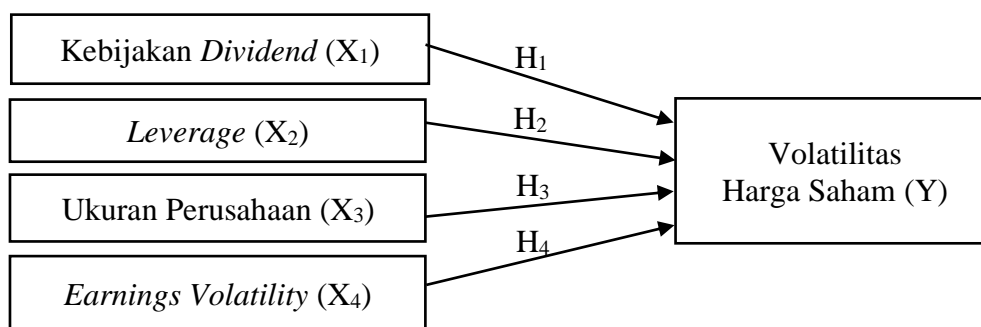 Kebijakan Dividend (X₁)
H₁
Leverage (X₂)
H₂
Volatilitas
Harga Saham (Y)
Ukuran Perusahaan (X₃)
H₃
H₄
Earnings Volatility (X₄)